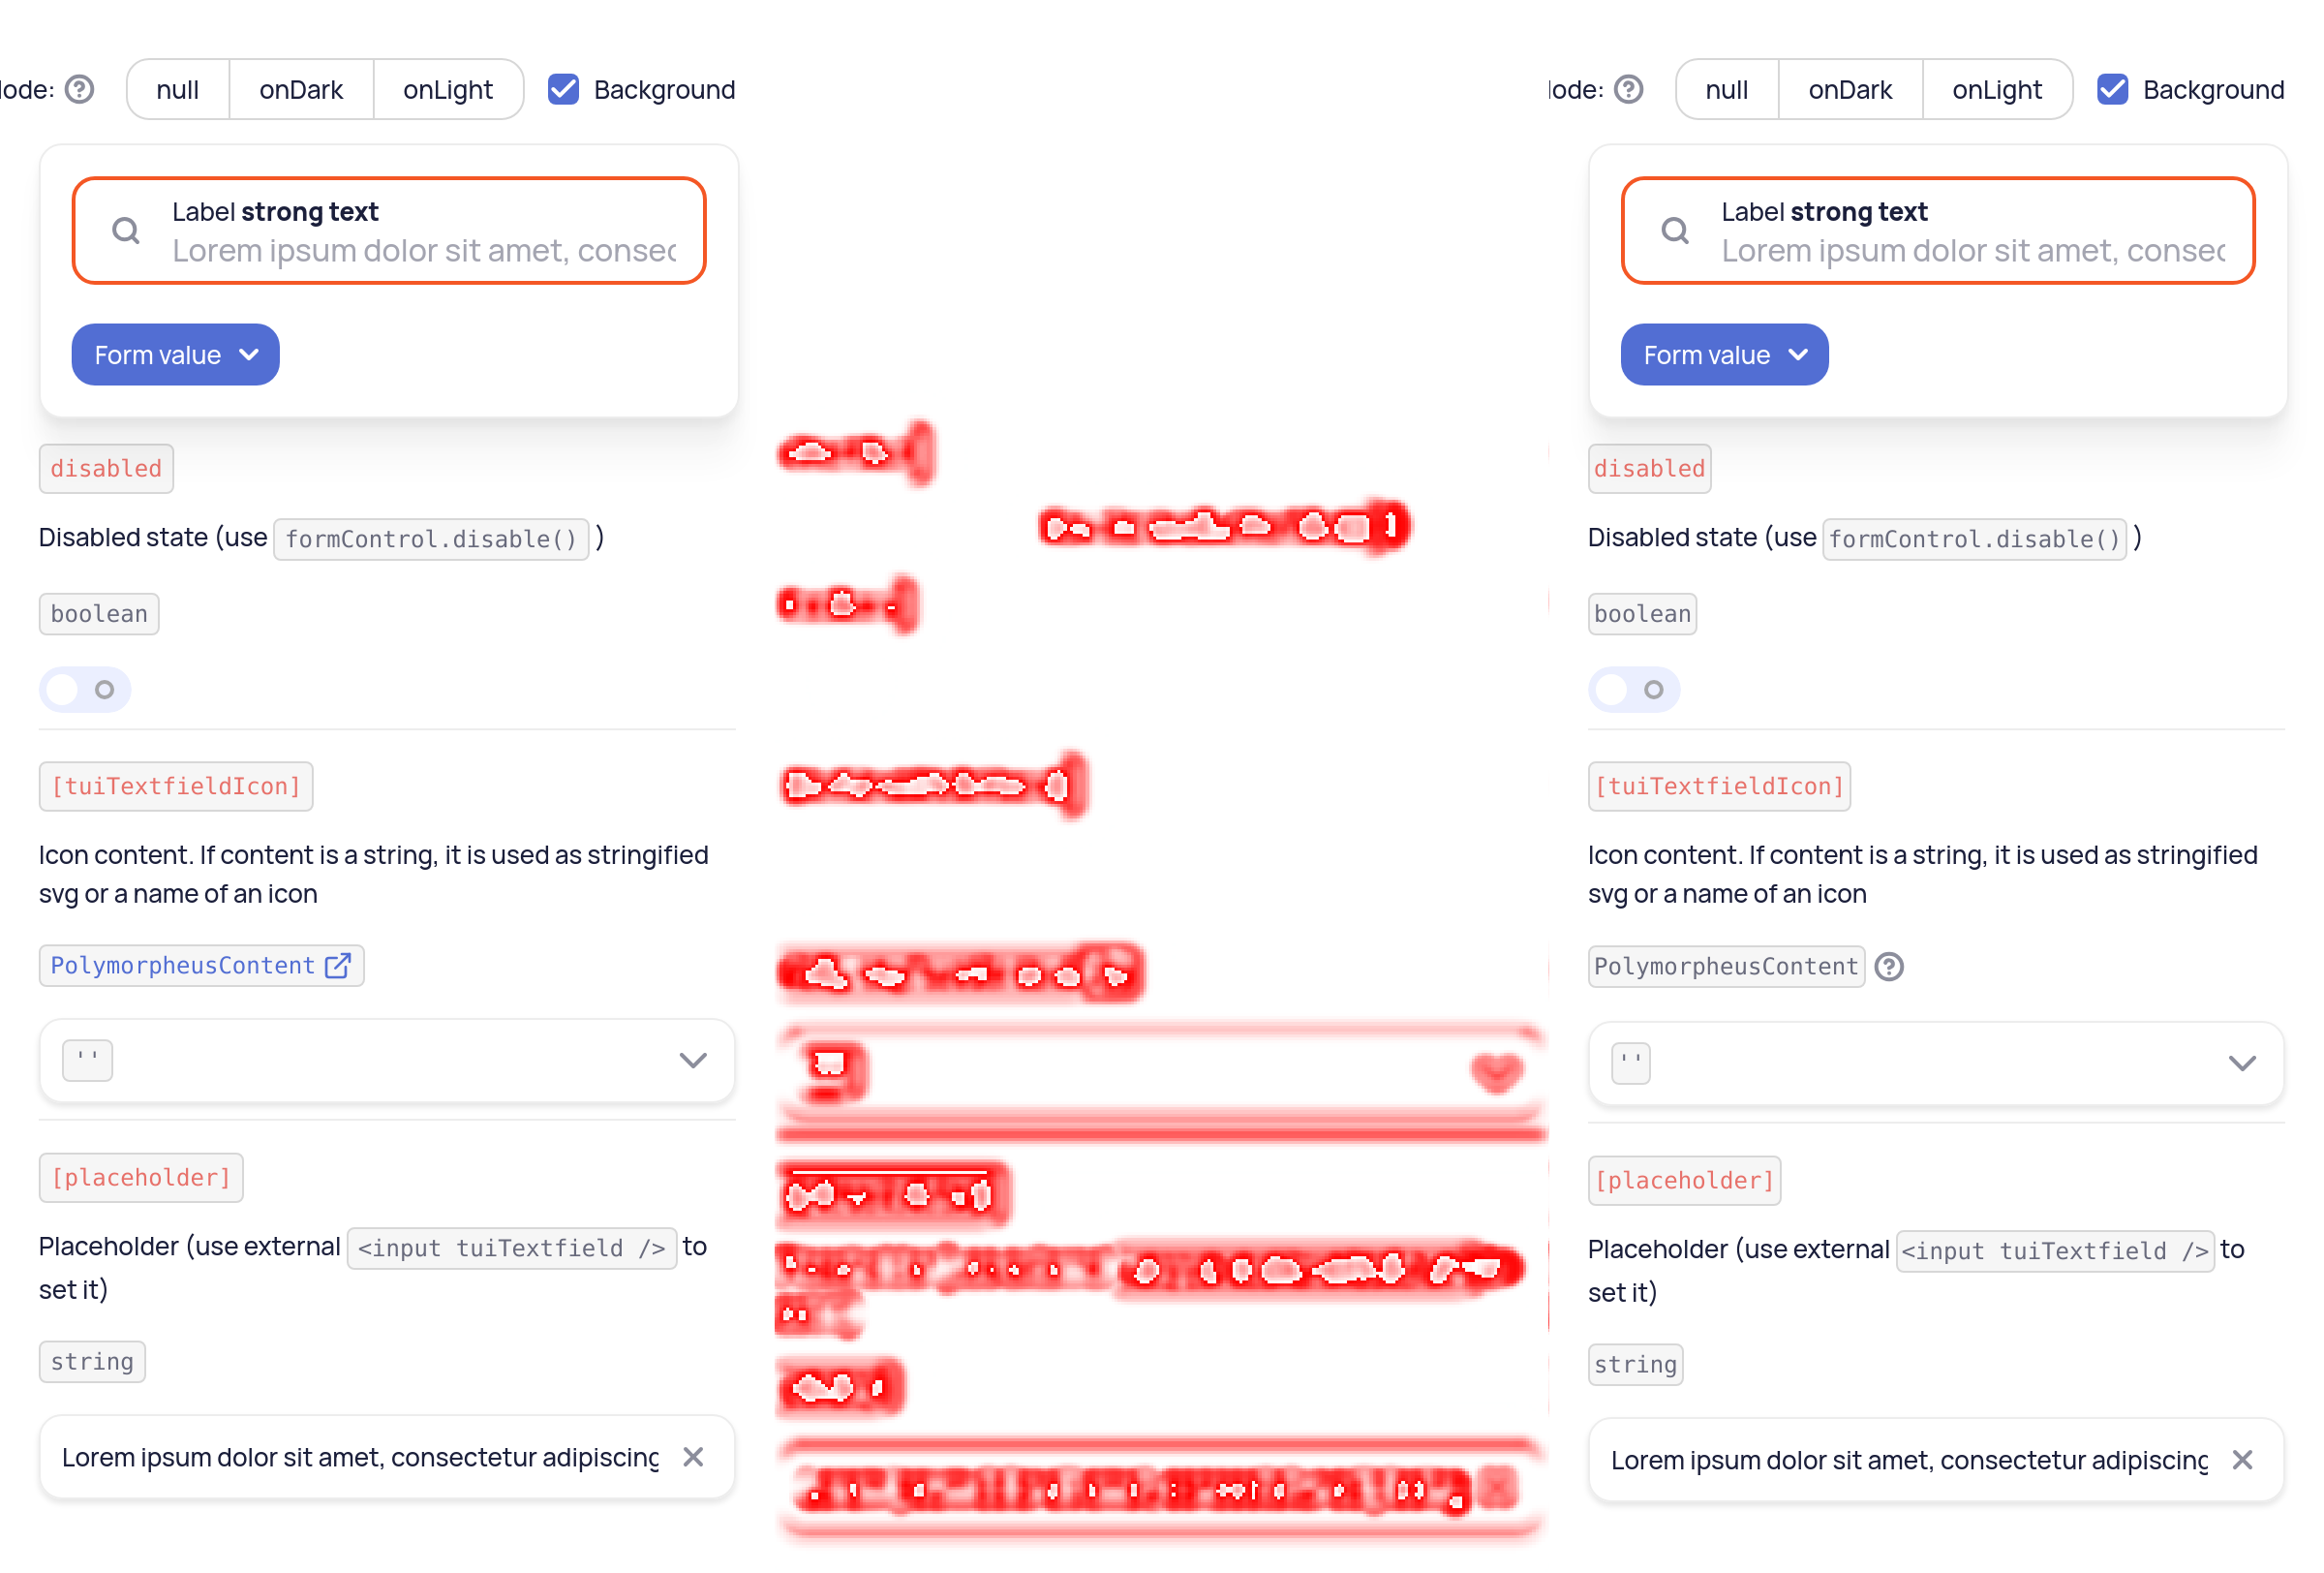 ode: null onDark onLight Background
Label strong text
Lorem ipsum dolor sit amet, consec
Form value
disabled
Disabled state (use formControl.disable() )
boolean
[tuiTextfieldIcon]
Icon content. If content is a string, it is used as stringified
svg or a name of an icon
PolymorpheusContent
''
[placeholder]
Placeholder (use external <input tuiTextfield /> to
set it)
string
Lorem ipsum dolor sit amet, consectetur adipiscing
lode: null onDark onLight Background
Label strong text
Lorem ipsum dolor sit amet, consec
Form value
disabled
Disabled state (use formControl.disable() )
boolean
[tuiTextfieldIcon]
Icon content. If content is a string, it is used as stringified
svg or a name of an icon
PolymorpheusContent
''
[placeholder]
Placeholder (use external <input tuiTextfield /> to
set it)
string
Lorem ipsum dolor sit amet, consectetur adipiscing